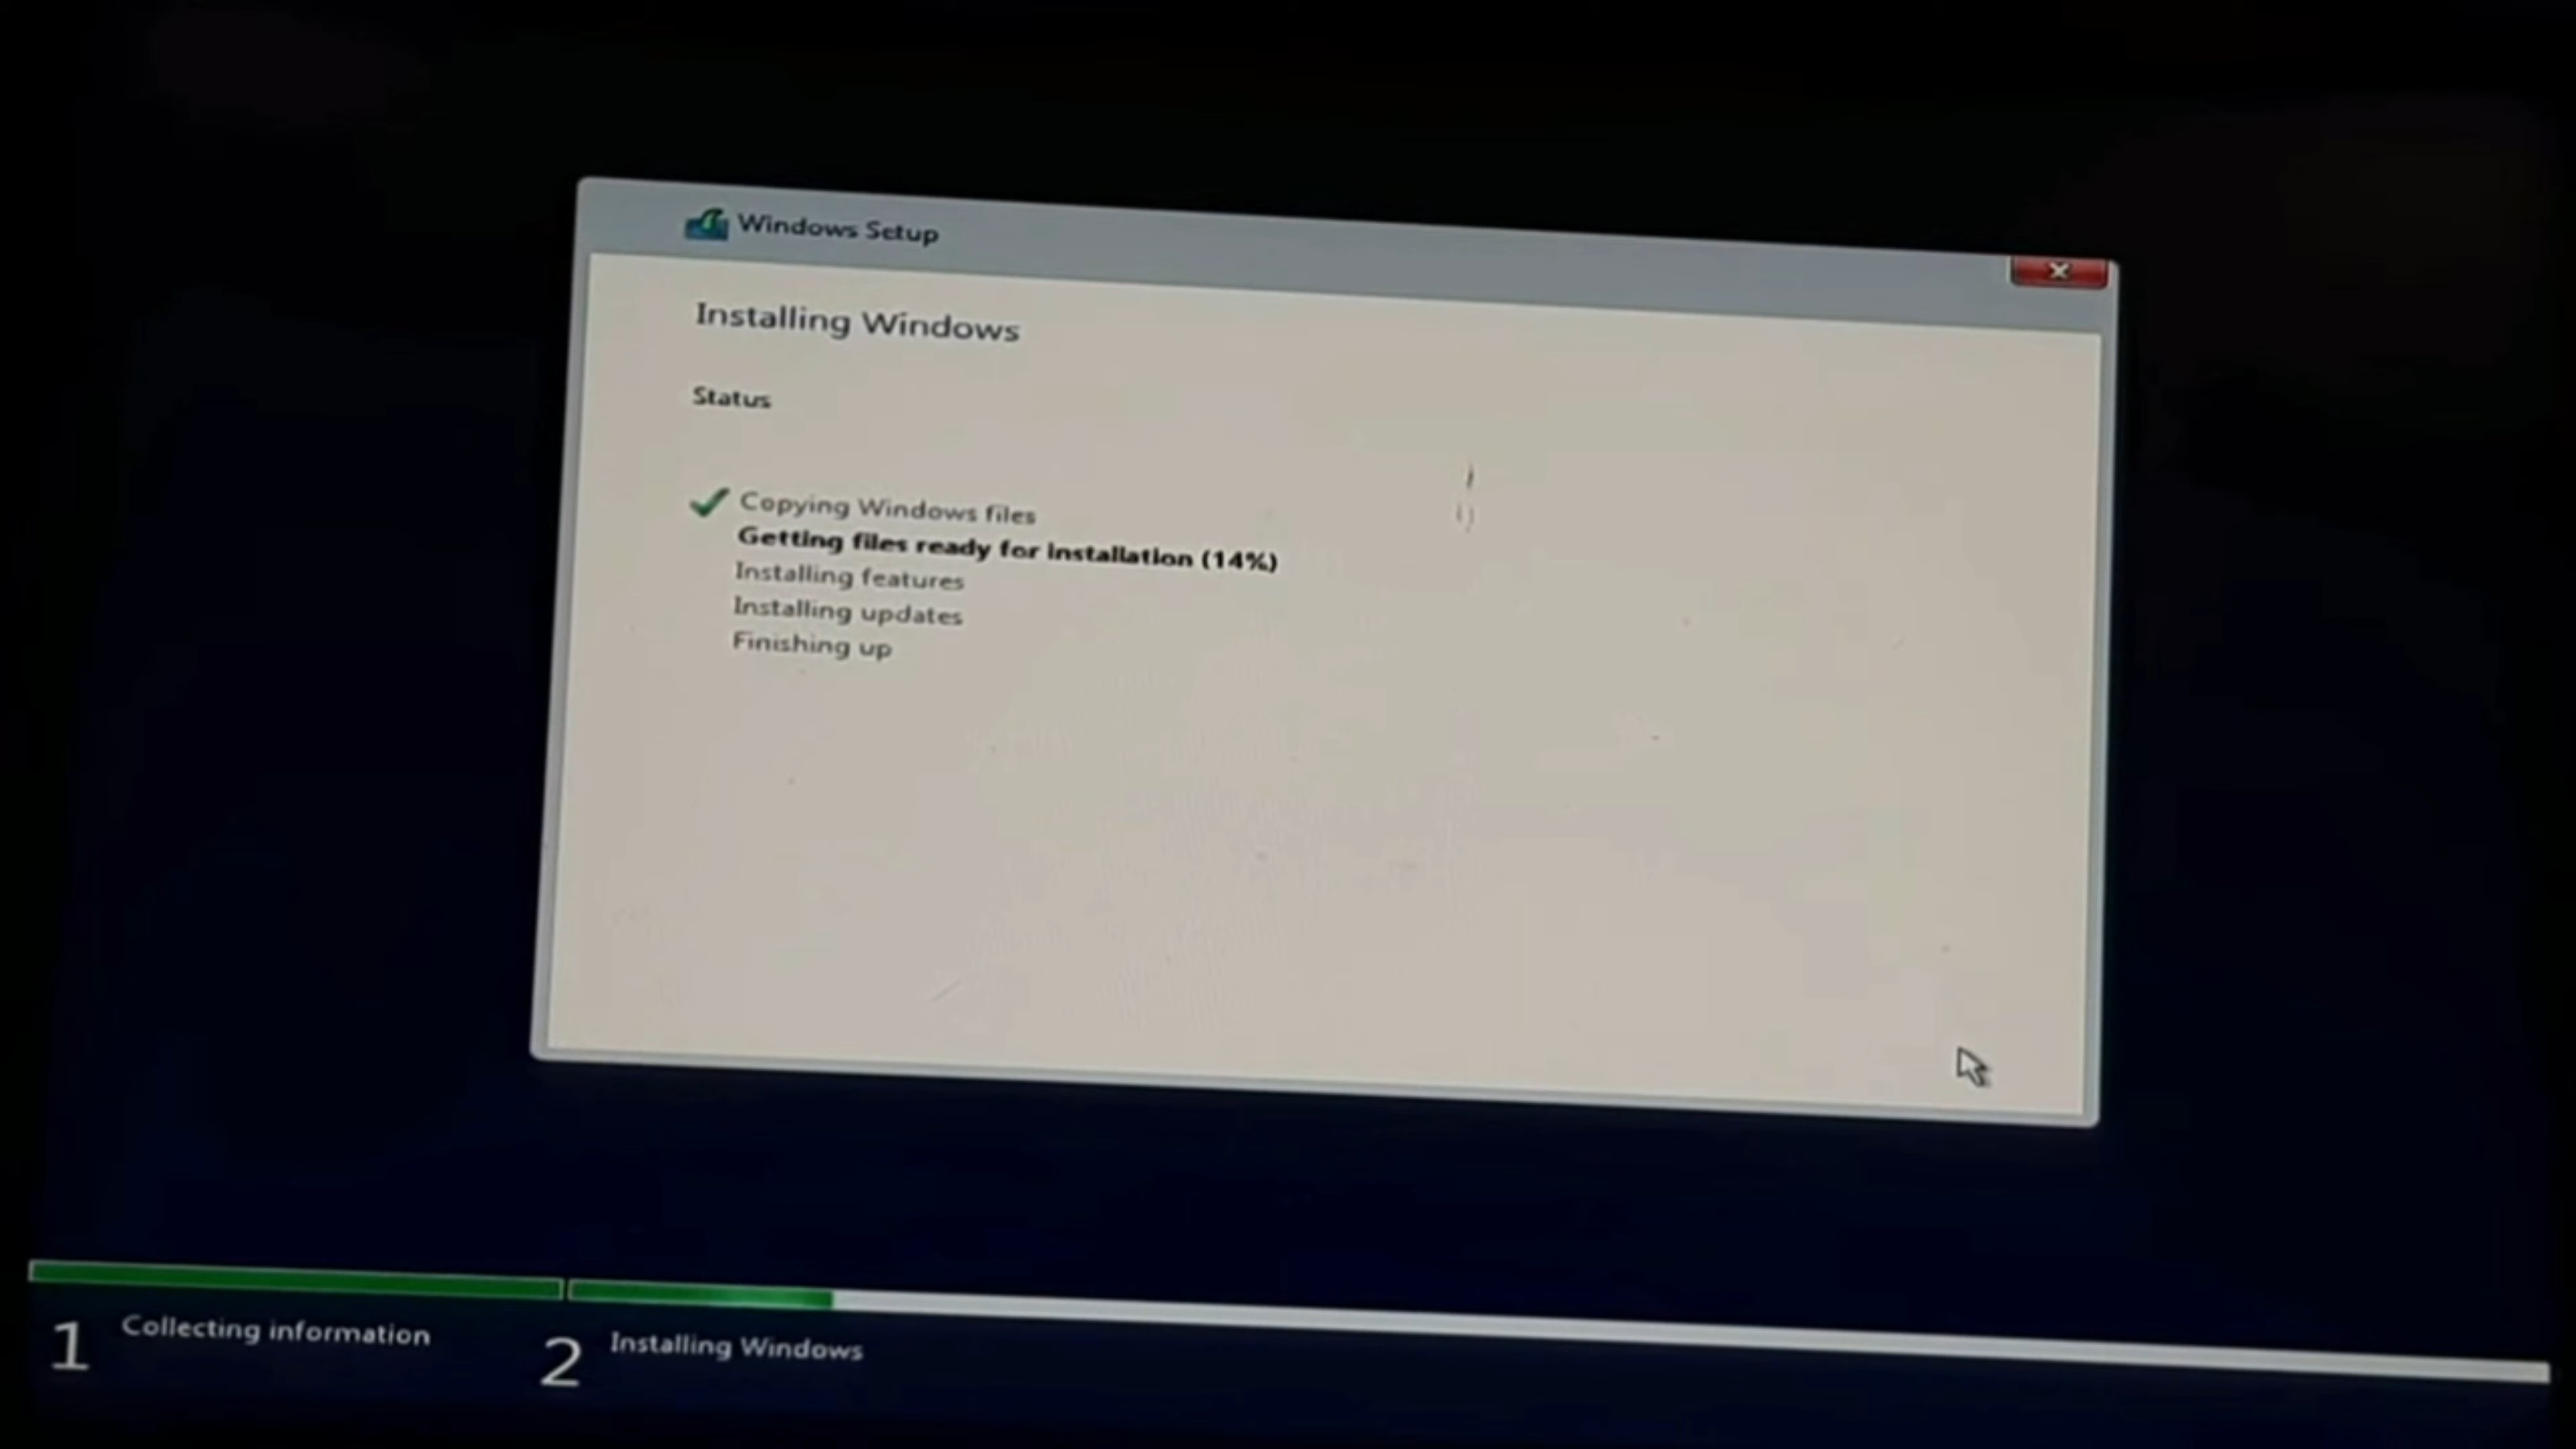 Windows Setup
Installing Windows
Status
Copying Windows files
Getting files ready for installation (14%)
Installing features
Installing updates
Finishing up
1 Collecting information
2 Installing Windows